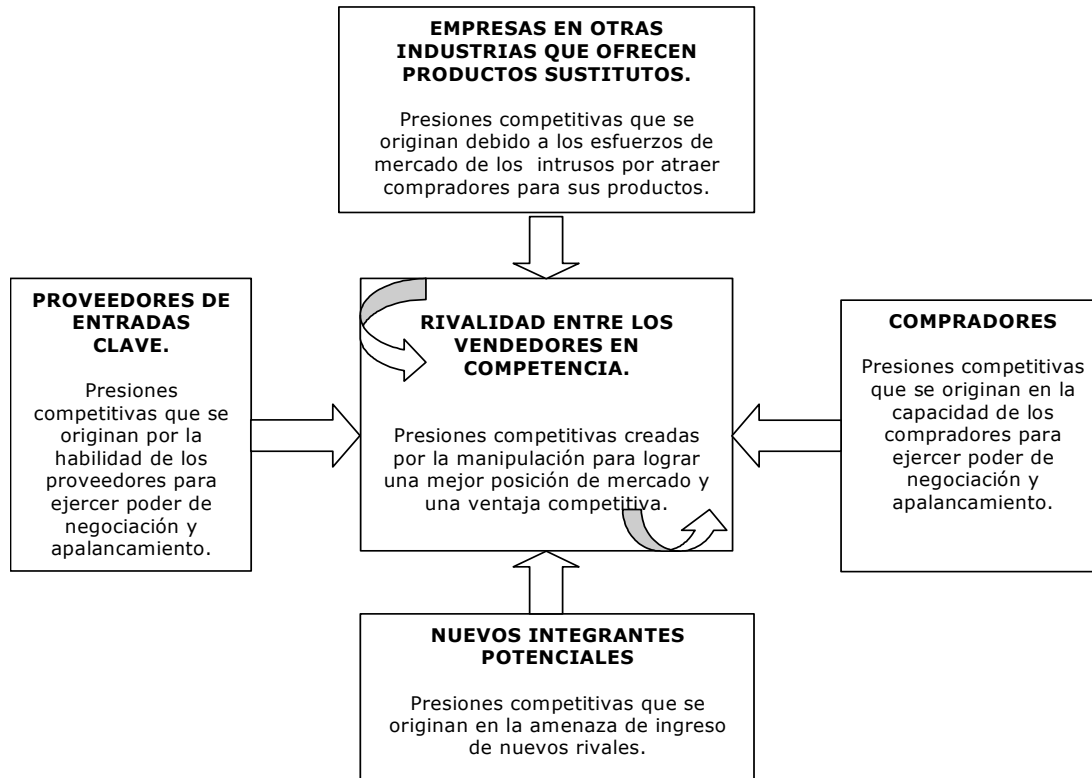 EMPRESAS EN OTRAS
INDUSTRIAS QUE OFRECEN
PRODUCTOS SUSTITUTOS.
Presiones competitivas que se
originan debido a los esfuerzos de
mercado de los intrusos por atraer
compradores para sus productos.
PROVEEDORES DE
ENTRADAS
CLAVE.
Presiones
competitivas que se
originan por la
habilidad de los
proveedores para
ejercer poder de
negociación y
apalancamiento.
RIVALIDAD ENTRE LOS
VENDEDORES EN
COMPETENCIA.
Presiones competitivas creadas
por la manipulación para lograr
una mejor posición de mercado y
una ventaja competitiva.
COMPRADORES
Presiones competitivas
que se originan en la
capacidad de los
compradores para
ejercer poder de
negociación y
apalancamiento.
NUEVOS INTEGRANTES
POTENCIALES
Presiones competitivas que se
originan en la amenaza de ingreso
de nuevos rivales.